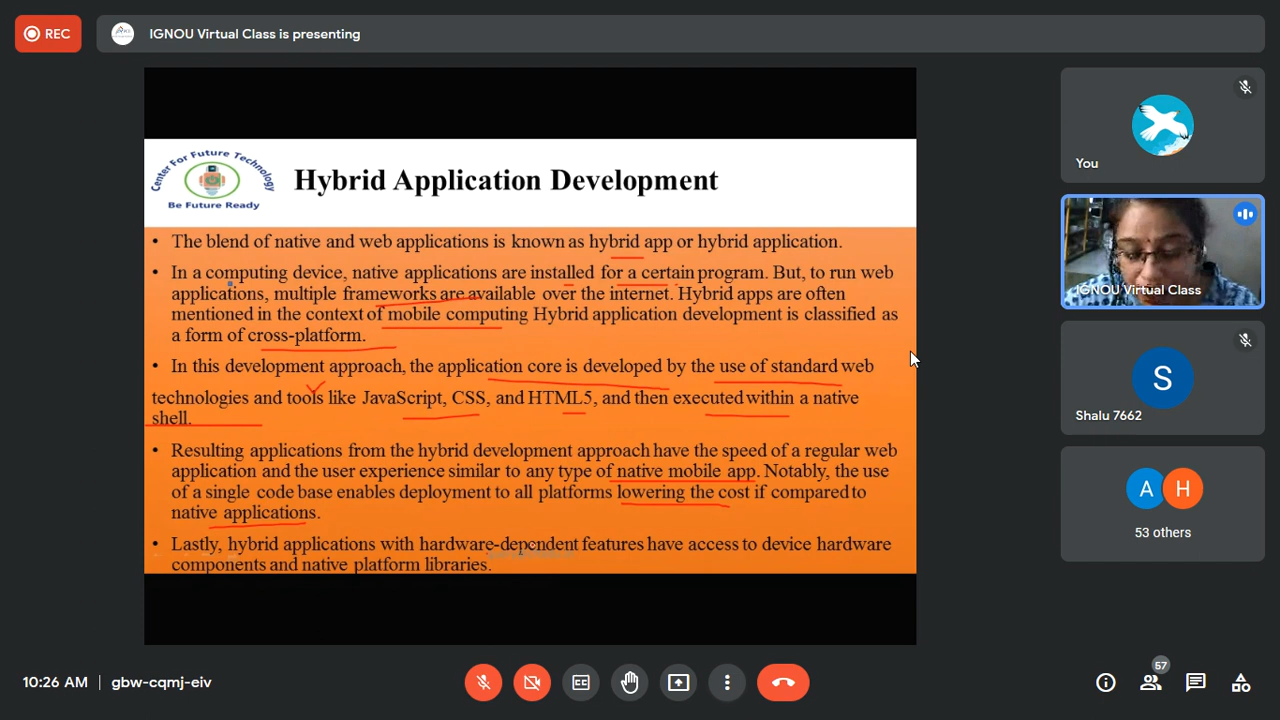 REC
IGNOU Virtual Class is presenting
Center For Future Technology
Be Future Ready
Hybrid Application Development
• The blend of native and web applications is known as hybrid app or hybrid application.
• In a computing device, native applications are installed for a certain program. But, to run web
applications, multiple frameworks are available over the internet. Hybrid apps are often
mentioned in the context of mobile computing Hybrid application development is classified as
a form of cross-platform.
• In this development approach, the application core is developed by the use of standard web
technologies and tools like JavaScript, CSS, and HTML5, and then executed within a native
shell.
• Resulting applications from the hybrid development approach have the speed of a regular web
application and the user experience similar to any type of native mobile app. Notably, the use
of a single code base enables deployment to all platforms lowering the cost if compared to
native applications.
• Lastly, hybrid applications with hardware-dependent features have access to device hardware
components and native platform libraries.
You
IGNOU Virtual Class
S
Shalu 7662
A H
53 others
10:26 AM | gbw-cqmj-eiv
CC
57